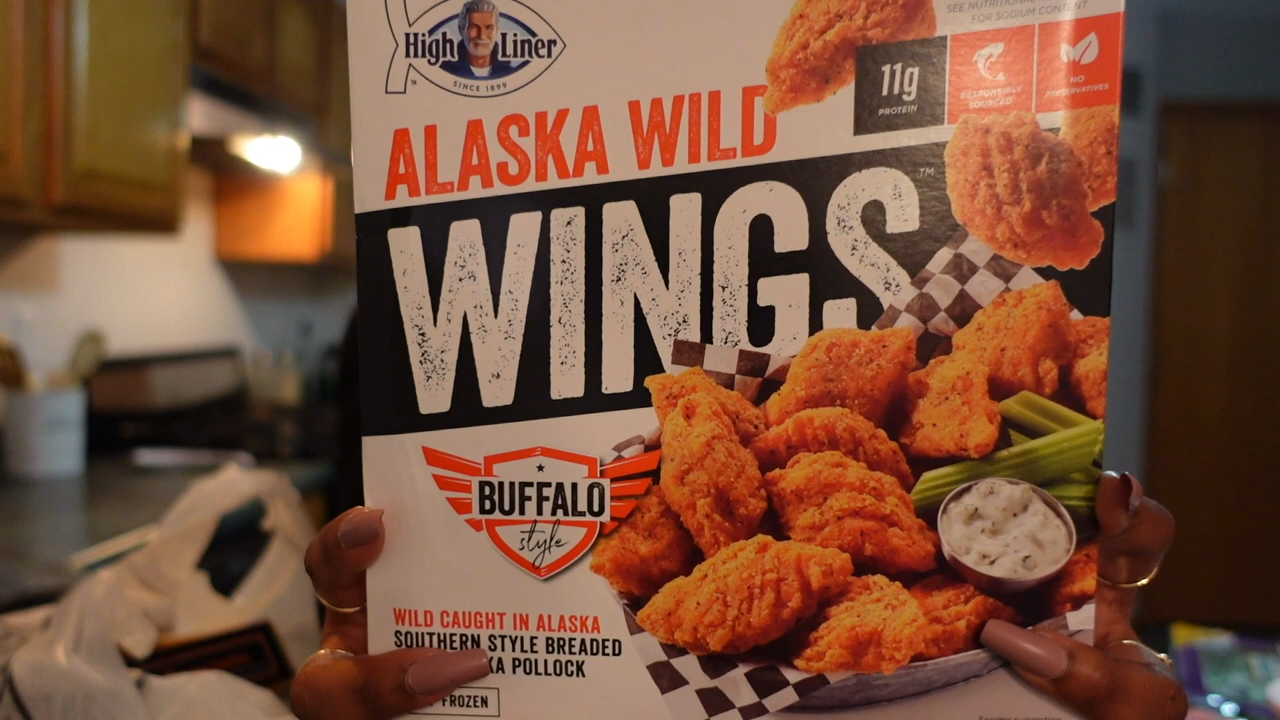 High Liner
™
SINCE 1899
SEE NUTRITIONAL
FOR SODIUM CONTENT
11g
PROTEIN
RESPONSIBLY
SOURCED
NO
PRESERVATIVES
ALASKA WILD
WINGS™
BUFFALO
style
WILD CAUGHT IN ALASKA
SOUTHERN STYLE BREADED
KA POLLOCK
FROZEN